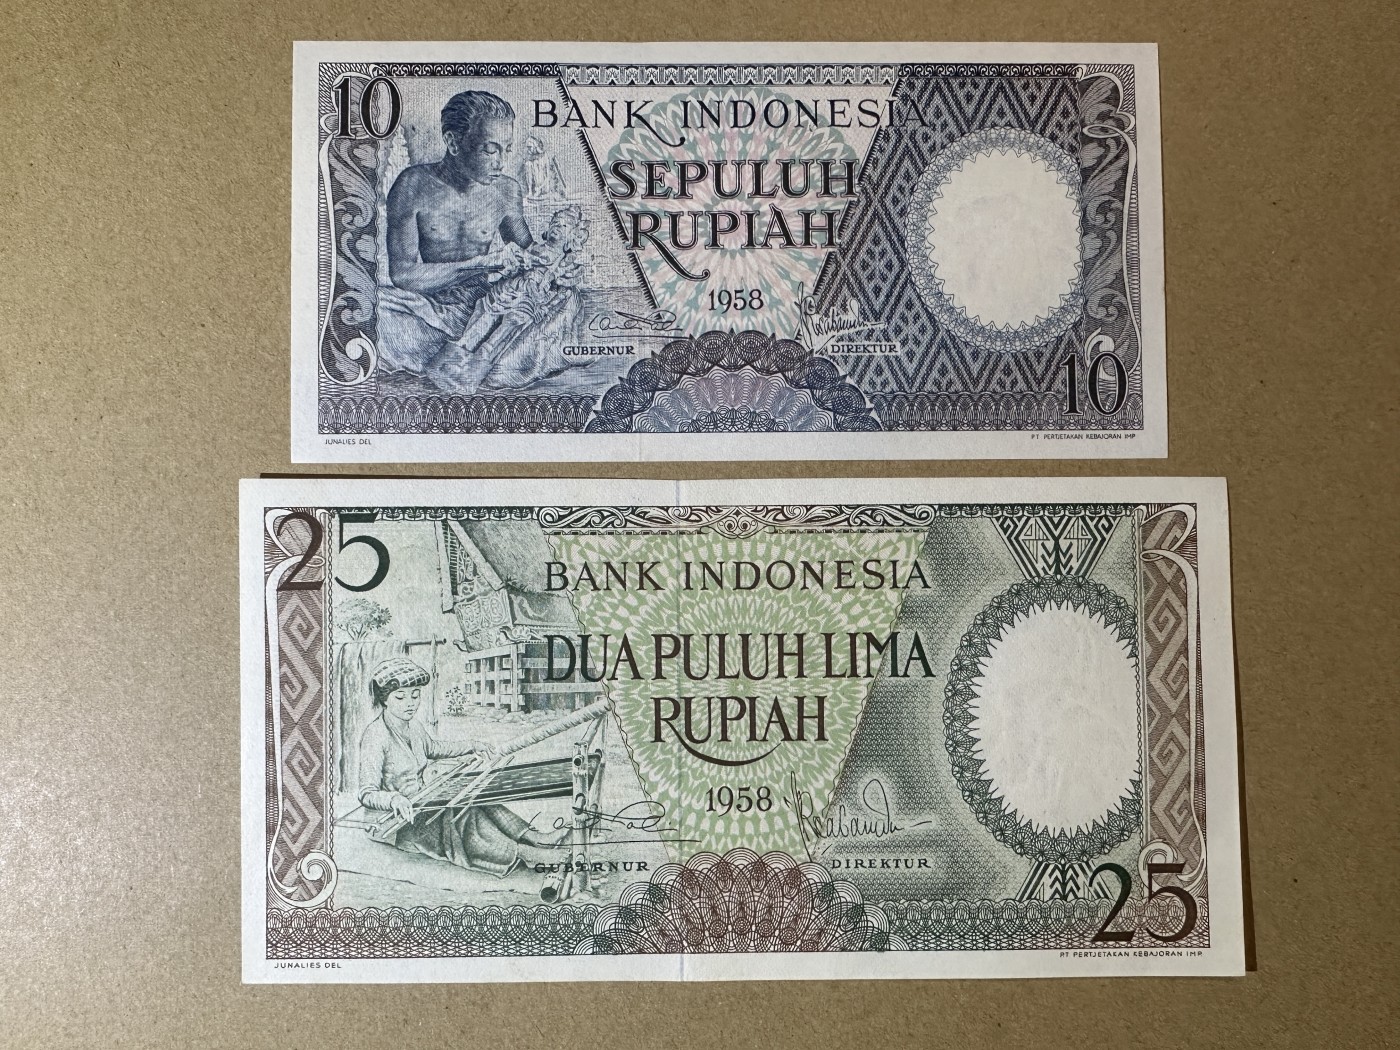 10
BANK INDONESIA
SEPULUH
RUPIAH
1958
GUBERNUR DIREKTUR
10
JUNALIES DEL PT PERTJETAKAN KEBAJORAN IMP
25
BANK INDONESIA
DUA PULUH LIMA
RUPIAH
1958
GUBERNUR DIREKTUR
25
JUNALIES DEL PT PERTJETAKAN KEBAJORAN IMP